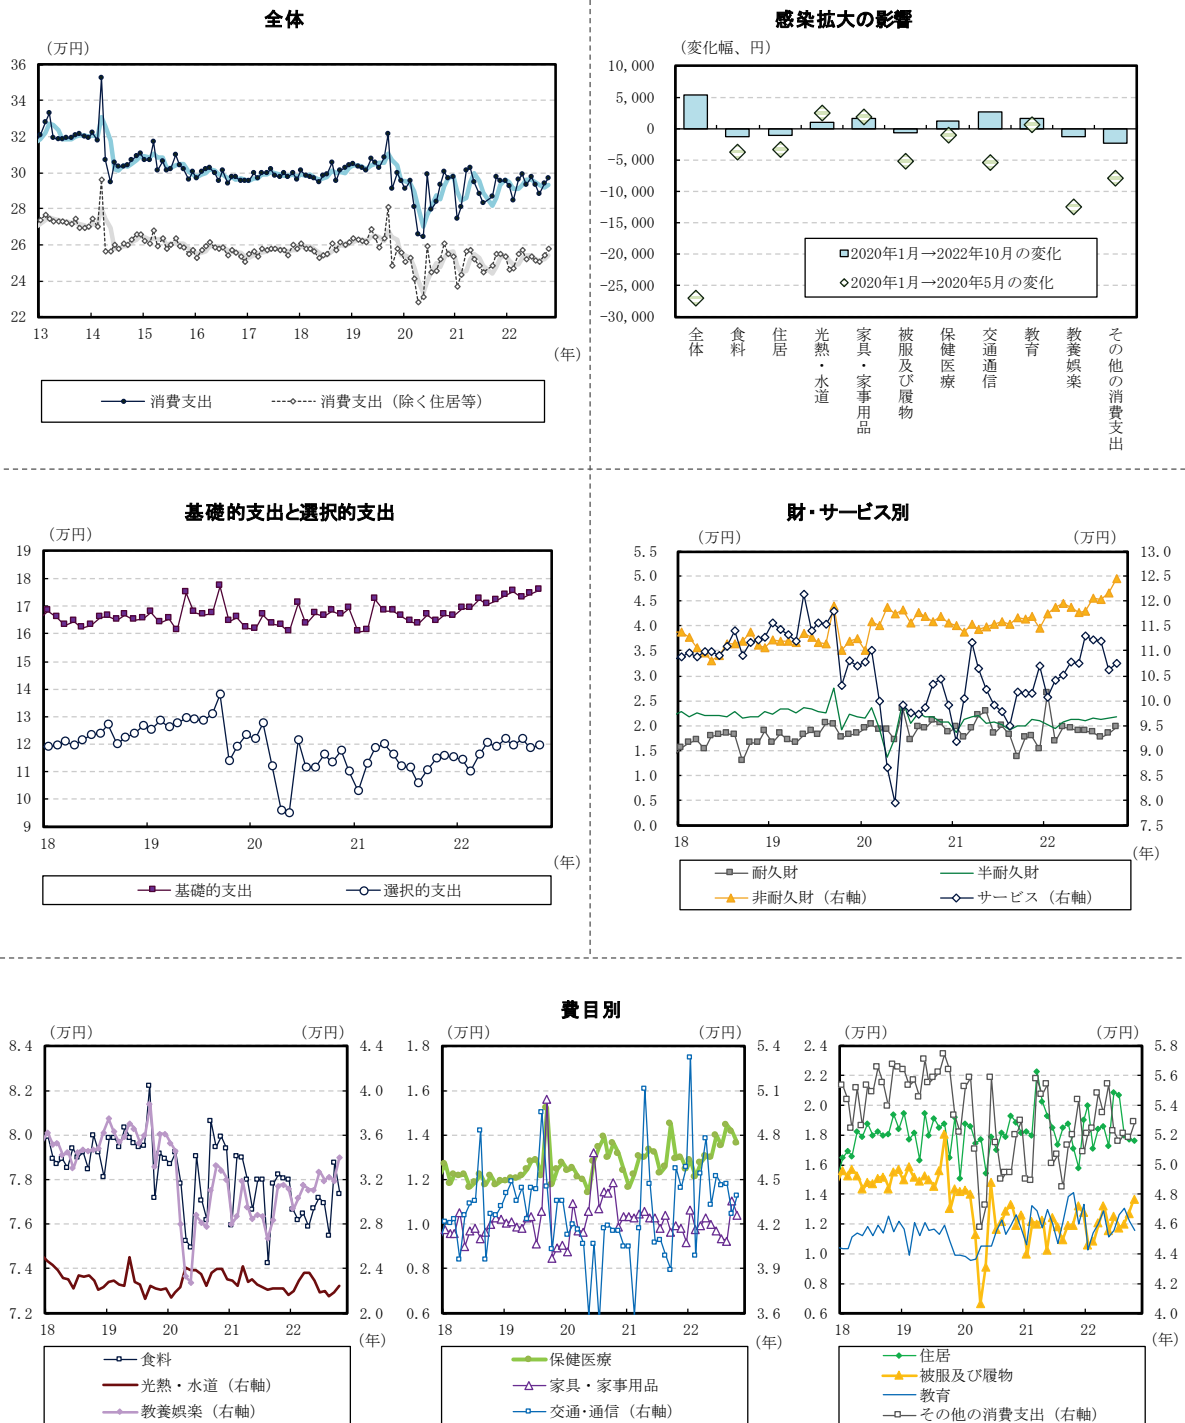 全体
（万円）
36
34
32
30
28
26
24
22
13 14 15 16 17 18 19 20 21 22
（年）
消費支出 消費支出（除く住居等）
感染拡大の影響
（変化幅、円）
10,000
5,000
0
−5,000
−10,000
−15,000
−20,000
−25,000
−30,000
2020年1月→2022年10月の変化
2020年1月→2020年5月の変化
全体
食料
住居
光熱・水道
家具・家事用品
被服及び履物
保健医療
交通通信
教育
教養娯楽
その他の消費支出
基礎的支出と選択的支出
（万円）
19
18
17
16
15
14
13
12
11
10
9
18 19 20 21 22
（年）
基礎的支出 選択的支出
財・サービス別
（万円） （万円）
5.5 13.0
5.0 12.5
4.5 12.0
4.0 11.5
3.5 11.0
3.0 10.5
2.5 10.0
2.0 9.5
1.5 9.0
1.0 8.5
0.5 8.0
0.0 7.5
18 19 20 21 22
（年）
耐久財 半耐久財
非耐久財（右軸） サービス（右軸）
費目別
（万円） （万円）
8.4 4.4
8.2 4.0
8.0 3.6
7.8 3.2
7.6 2.8
7.4 2.4
7.2 2.0
18 19 20 21 22
（年）
食料
光熱・水道（右軸）
教養娯楽（右軸）
（万円） （万円）
1.8 5.4
1.6 5.1
1.4 4.8
1.2 4.5
1.0 4.2
0.8 3.9
0.6 3.6
18 19 20 21 22
（年）
保健医療
家具・家事用品
交通・通信（右軸）
（万円） （万円）
2.4 5.8
2.2 5.6
2.0 5.4
1.8 5.2
1.6 5.0
1.4 4.8
1.2 4.6
1.0 4.4
0.8 4.2
0.6 4.0
18 19 20 21 22
（年）
住居
被服及び履物
教育
その他の消費支出（右軸）